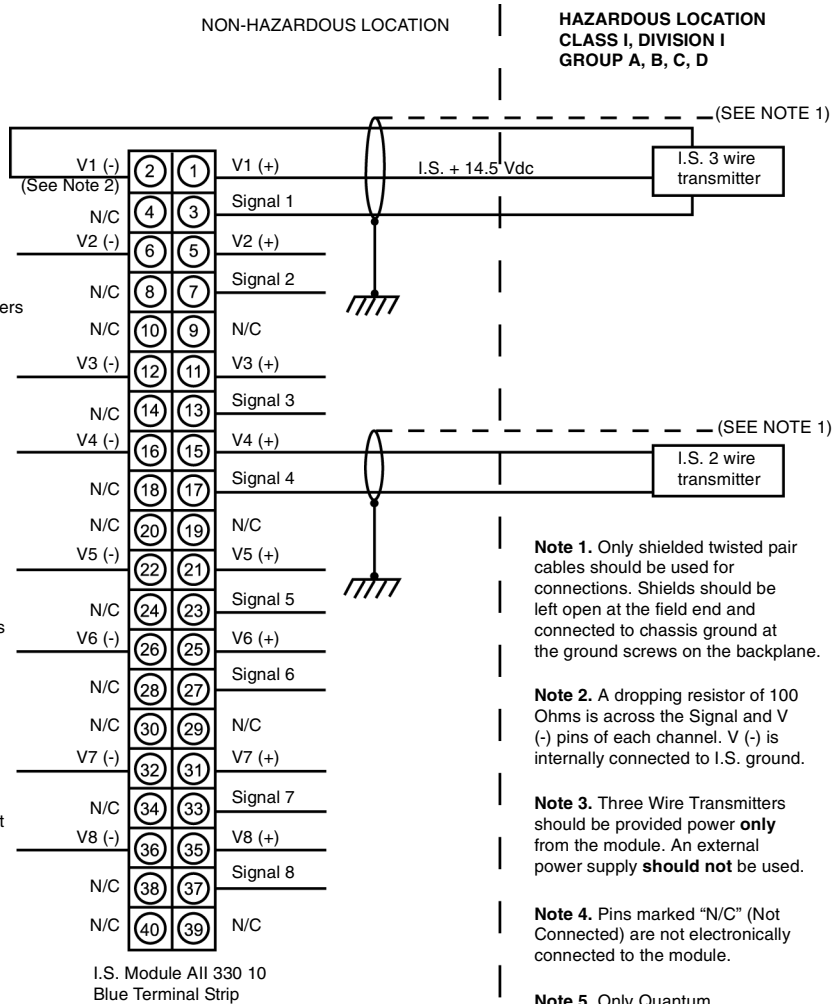 NON-HAZARDOUS LOCATION
HAZARDOUS LOCATION
CLASS I, DIVISION I
GROUP A, B, C, D
(SEE NOTE 1)
V1 (-) 2 1 V1 (+) I.S. + 14.5 Vdc I.S. 3 wire
transmitter
(See Note 2)
N/C 4 3 Signal 1
V2 (-) 6 5 V2 (+)
N/C 8 7 Signal 2
ers
N/C 10 9 N/C
V3 (-) 12 11 V3 (+)
N/C 14 13 Signal 3
(SEE NOTE 1)
V4 (-) 16 15 V4 (+) I.S. 2 wire
transmitter
N/C 18 17 Signal 4
N/C 20 19 N/C
V5 (-) 22 21 V5 (+)
N/C 24 23 Signal 5
s
V6 (-) 26 25 V6 (+)
N/C 28 27 Signal 6
N/C 30 29 N/C
V7 (-) 32 31 V7 (+)
N/C 34 33 Signal 7
t
V8 (-) 36 35 V8 (+)
N/C 38 37 Signal 8
N/C 40 39 N/C
I.S. Module AII 330 10
Blue Terminal Strip
Note 1. Only shielded twisted pair
cables should be used for
connections. Shields should be
left open at the field end and
connected to chassis ground at
the ground screws on the backplane.
Note 2. A dropping resistor of 100
Ohms is across the Signal and V
(-) pins of each channel. V (-) is
internally connected to I.S. ground.
Note 3. Three Wire Transmitters
should be provided power only
from the module. An external
power supply should not be used.
Note 4. Pins marked “N/C” (Not
Connected) are not electronically
connected to the module.
Note 5. Only Quantum